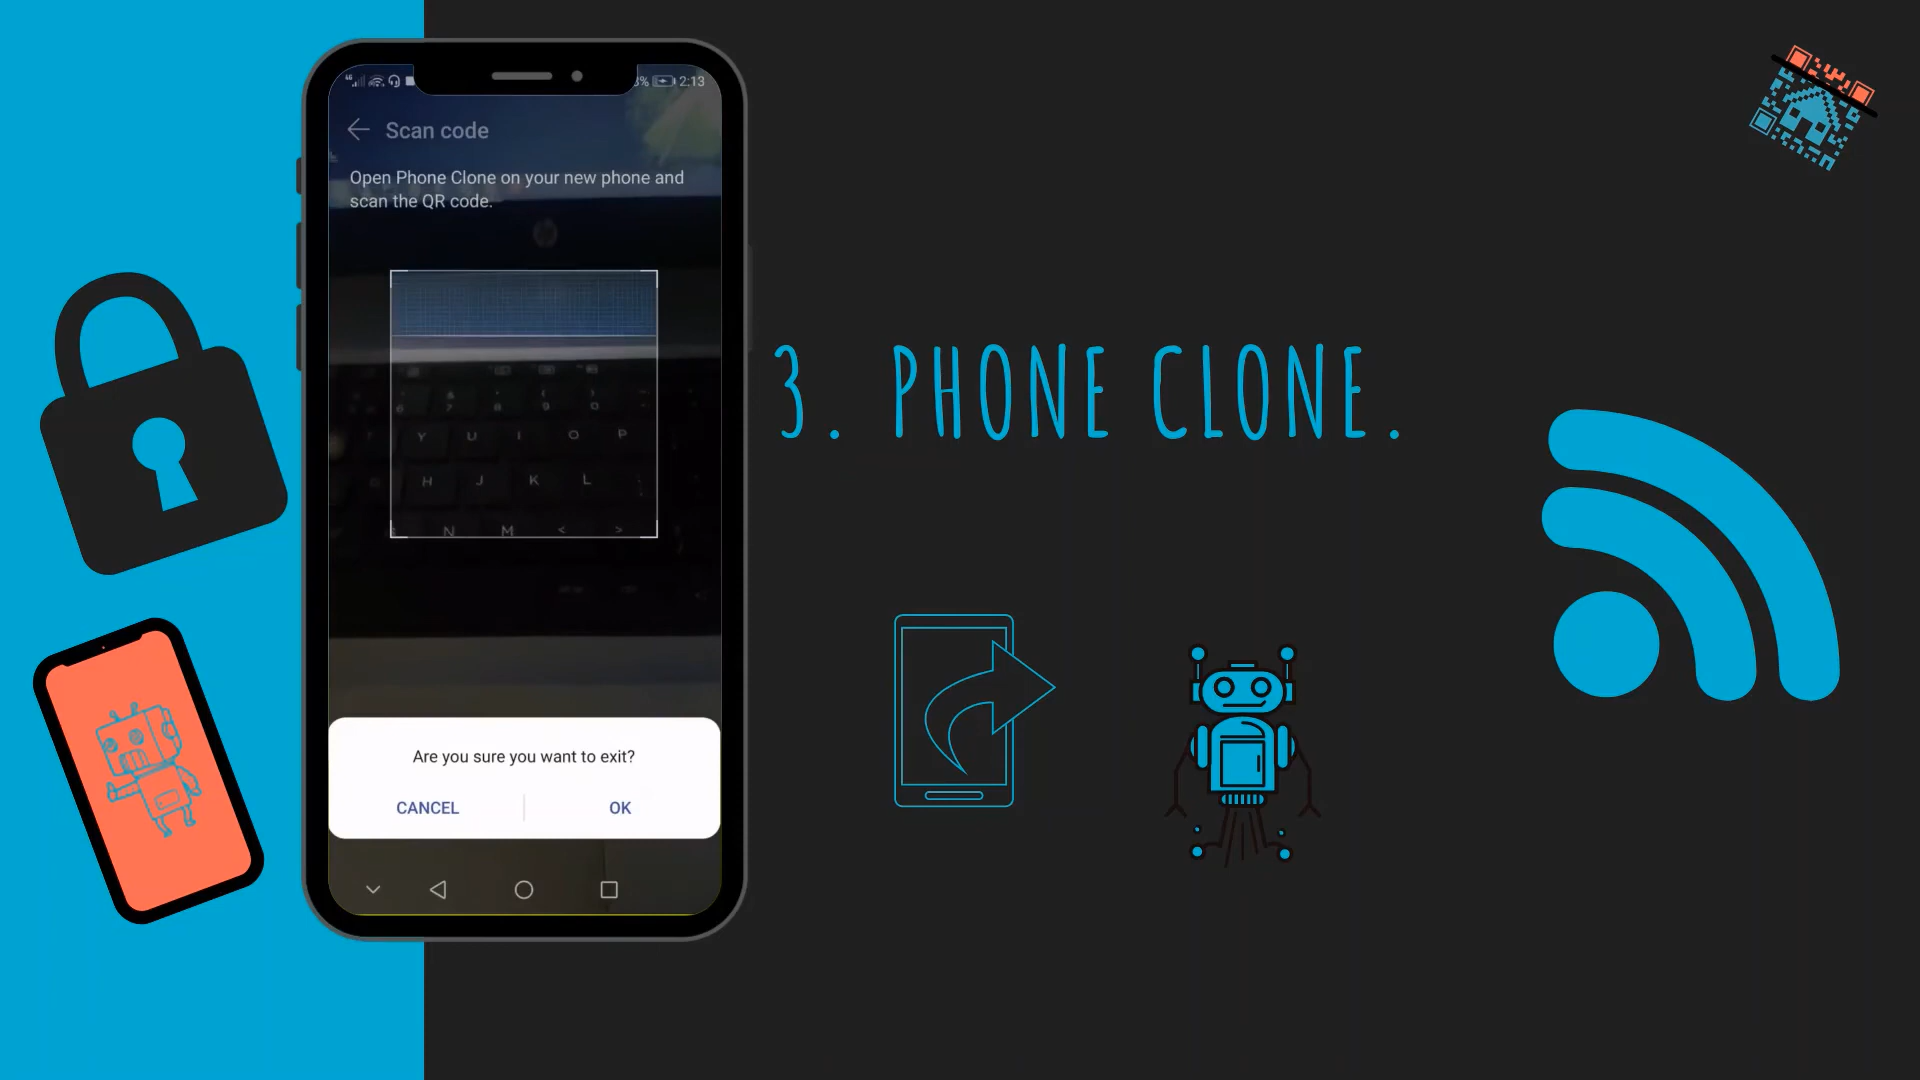 2:13
Scan code
Open Phone Clone on your new phone and
scan the QR code.
Y U I O P
H J K L
N M < >
3. PHONE CLONE.
Are you sure you want to exit?
CANCEL OK